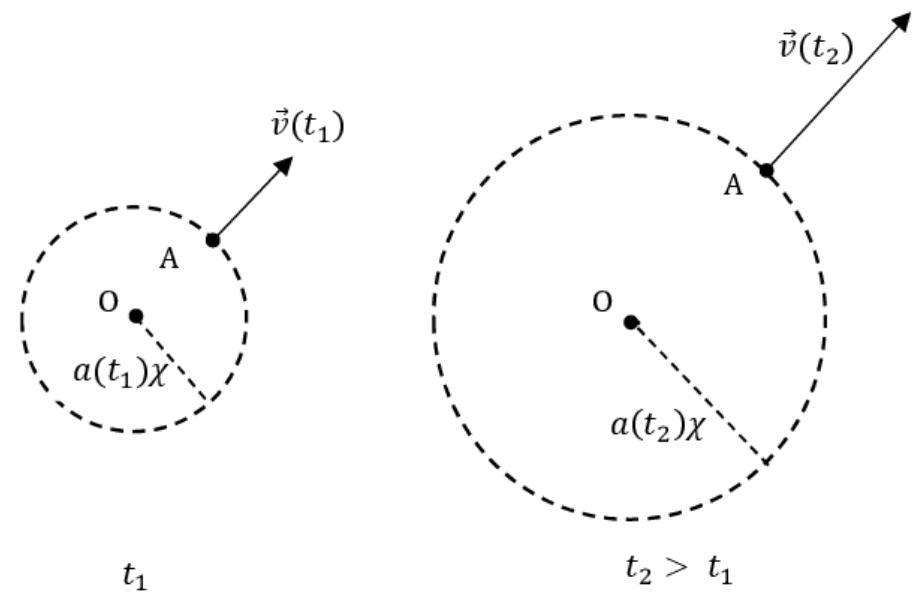 v⃗(t₁)
A
O
a(t₁)χ
t₁
v⃗(t₂)
A
O
a(t₂)χ
t₂ > t₁